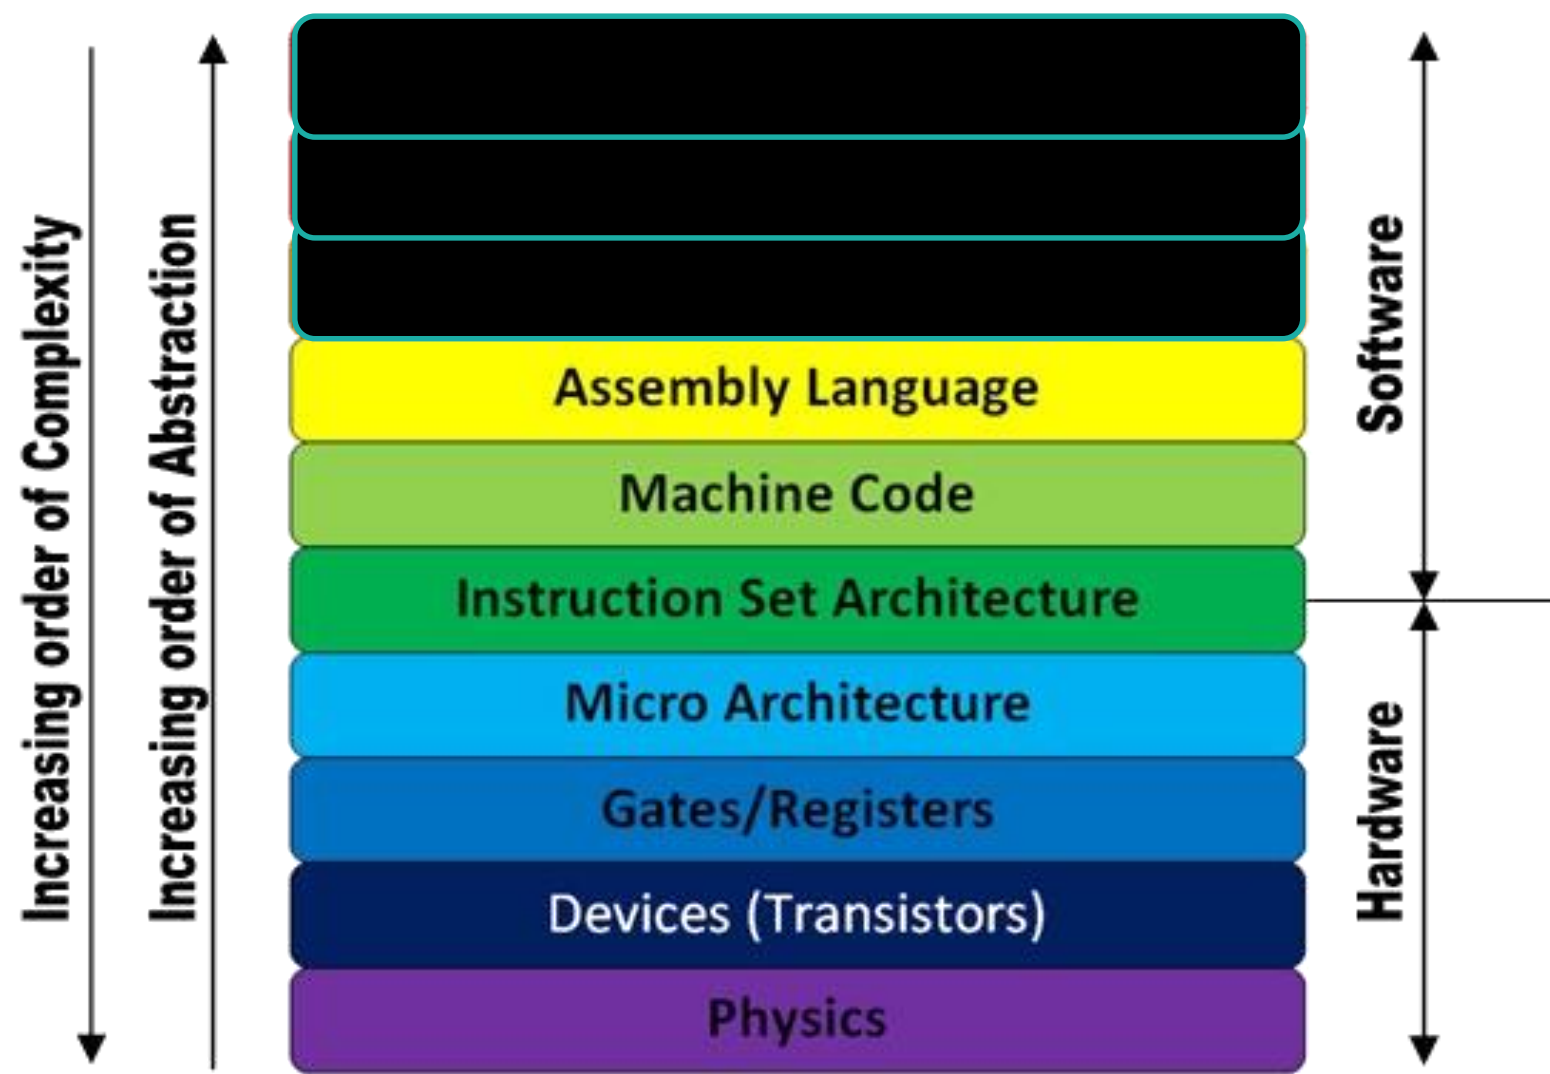 Increasing order of Complexity
Increasing order of Abstraction
Assembly Language
Machine Code
Instruction Set Architecture
Micro Architecture
Gates/Registers
Devices (Transistors)
Physics
Software
Hardware